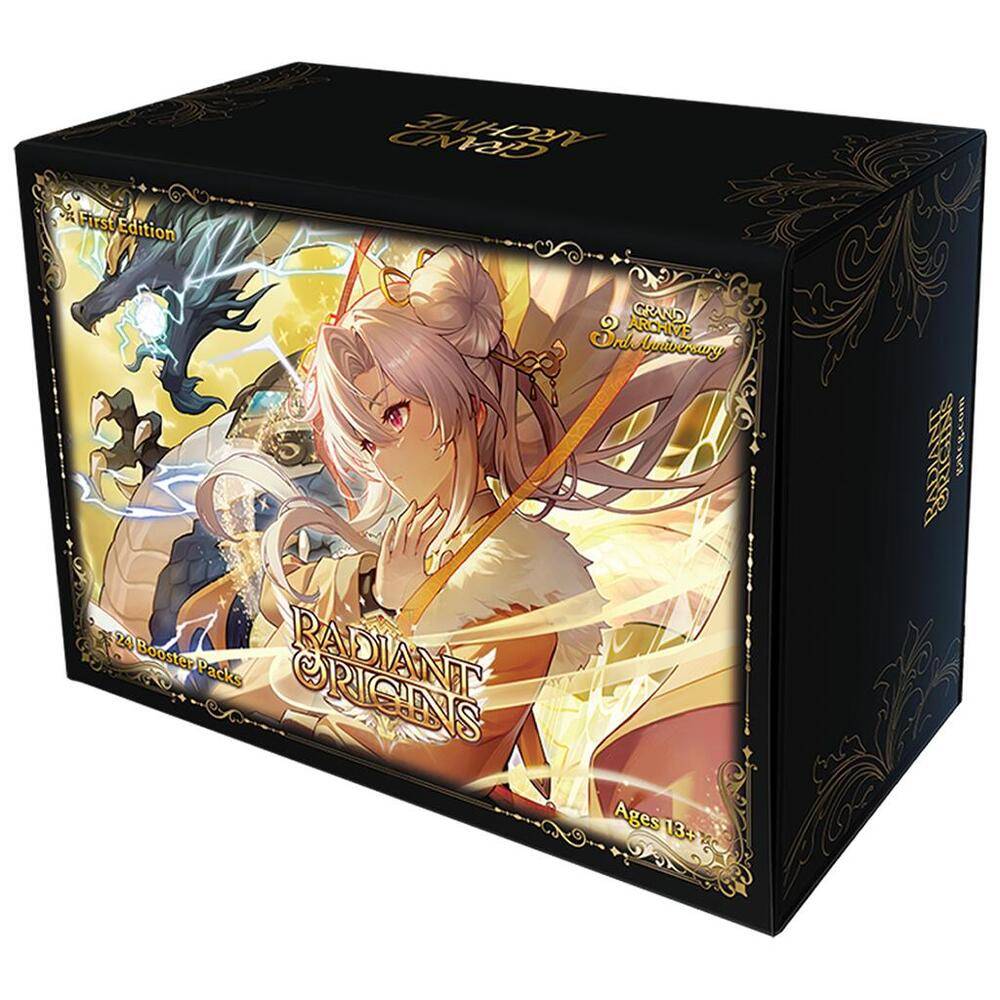 GRAND
ARCHIVE
First Edition
GRAND
ARCHIVE
3rd Anniversary
RADIANT
ORIGINS
gatcg.com
RADIANT
ORIGINS
24 Booster Packs
Ages 13+